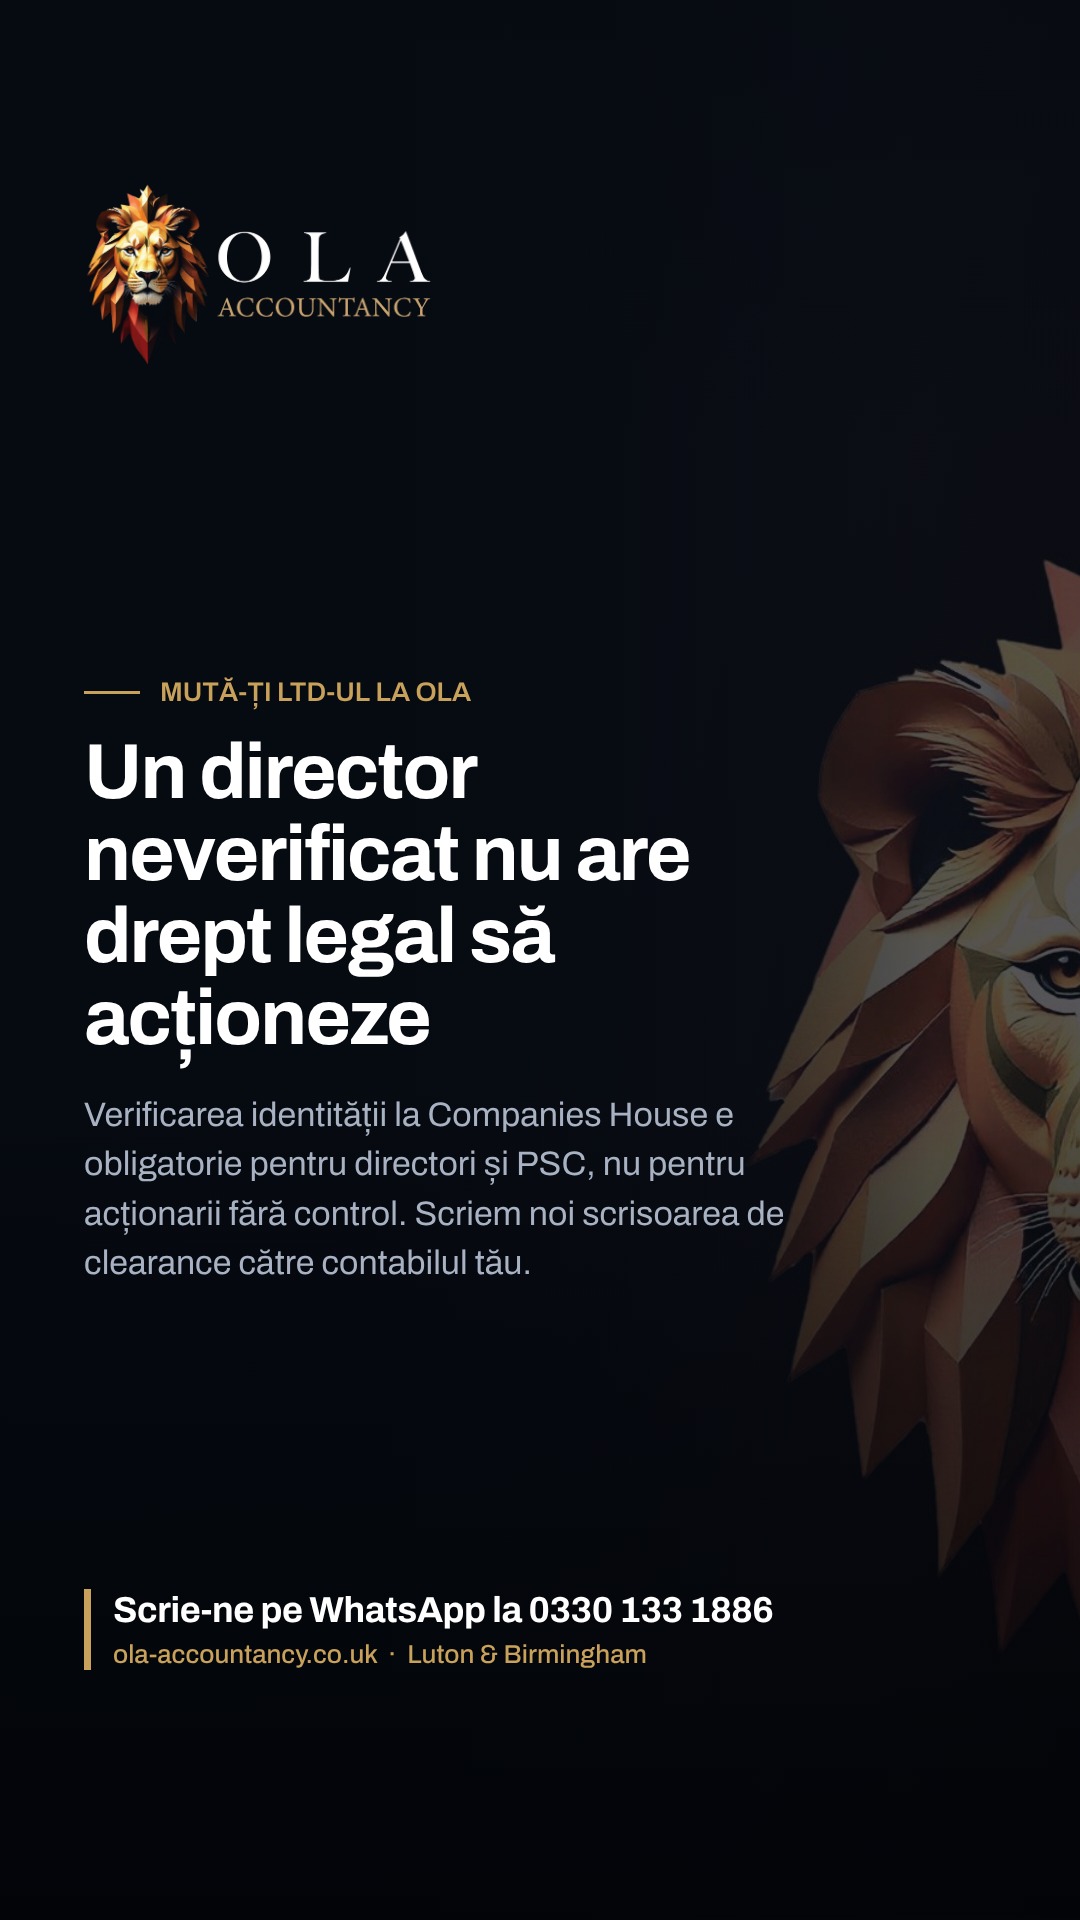 OLA
ACCOUNTANCY
MUTĂ-ȚI LTD-UL LA OLA
Un director
neverificat nu are
drept legal să
acționeze
Verificarea identității la Companies House e
obligatorie pentru directori și PSC, nu pentru
acționarii fără control. Scriem noi scrisoarea de
clearance către contabilul tău.
Scrie-ne pe WhatsApp la 0330 133 1886
ola-accountancy.co.uk · Luton & Birmingham